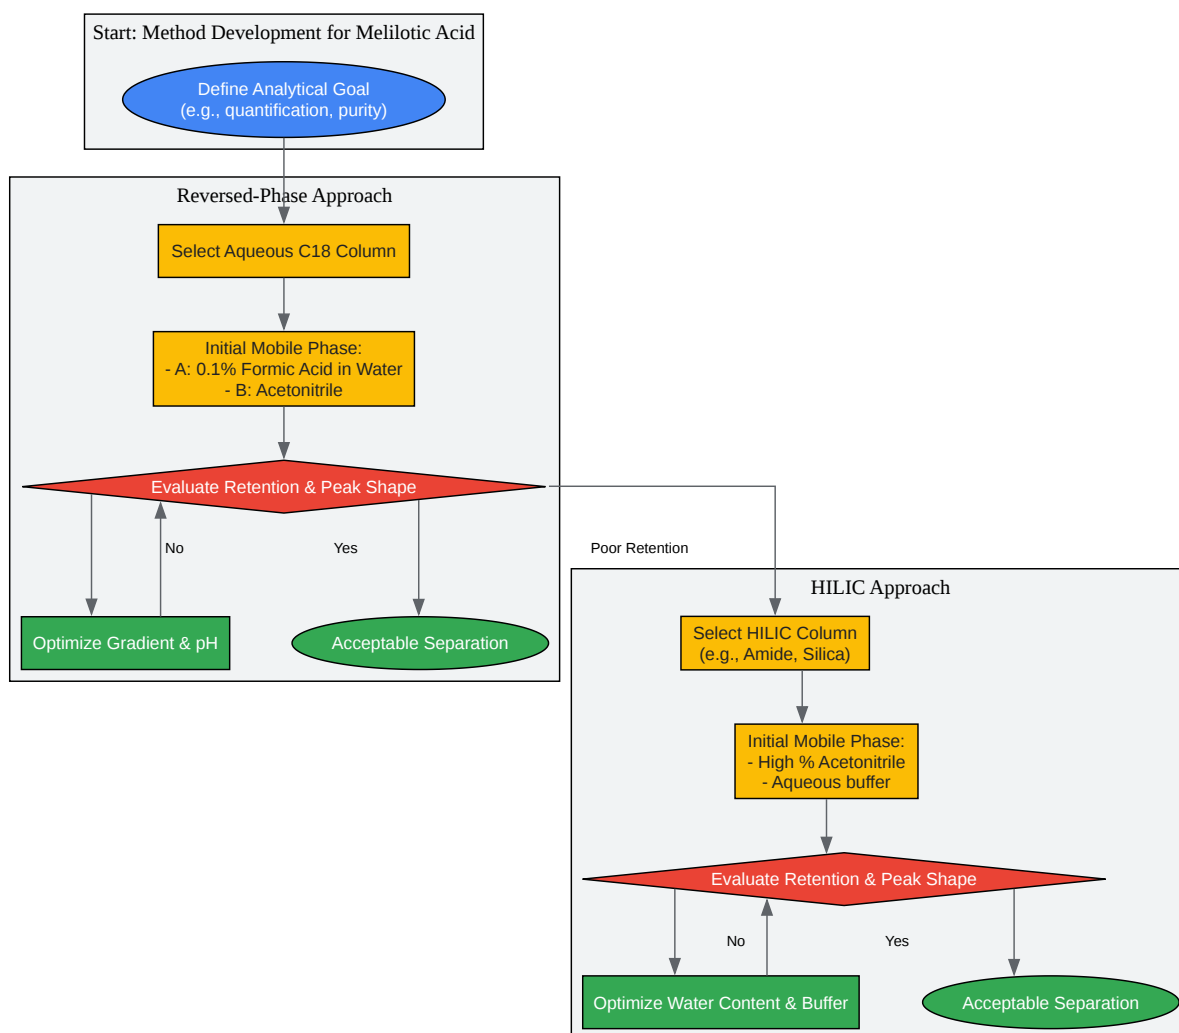 Start: Method Development for Melilotic Acid
Define Analytical Goal
(e.g., quantification, purity)
Reversed-Phase Approach
Select Aqueous C18 Column
Initial Mobile Phase:
- A: 0.1% Formic Acid in Water
- B: Acetonitrile
Evaluate Retention & Peak Shape
No
Yes
Poor Retention
Optimize Gradient & pH
Acceptable Separation
HILIC Approach
Select HILIC Column
(e.g., Amide, Silica)
Initial Mobile Phase:
- High % Acetonitrile
- Aqueous buffer
Evaluate Retention & Peak Shape
No
Yes
Optimize Water Content & Buffer
Acceptable Separation